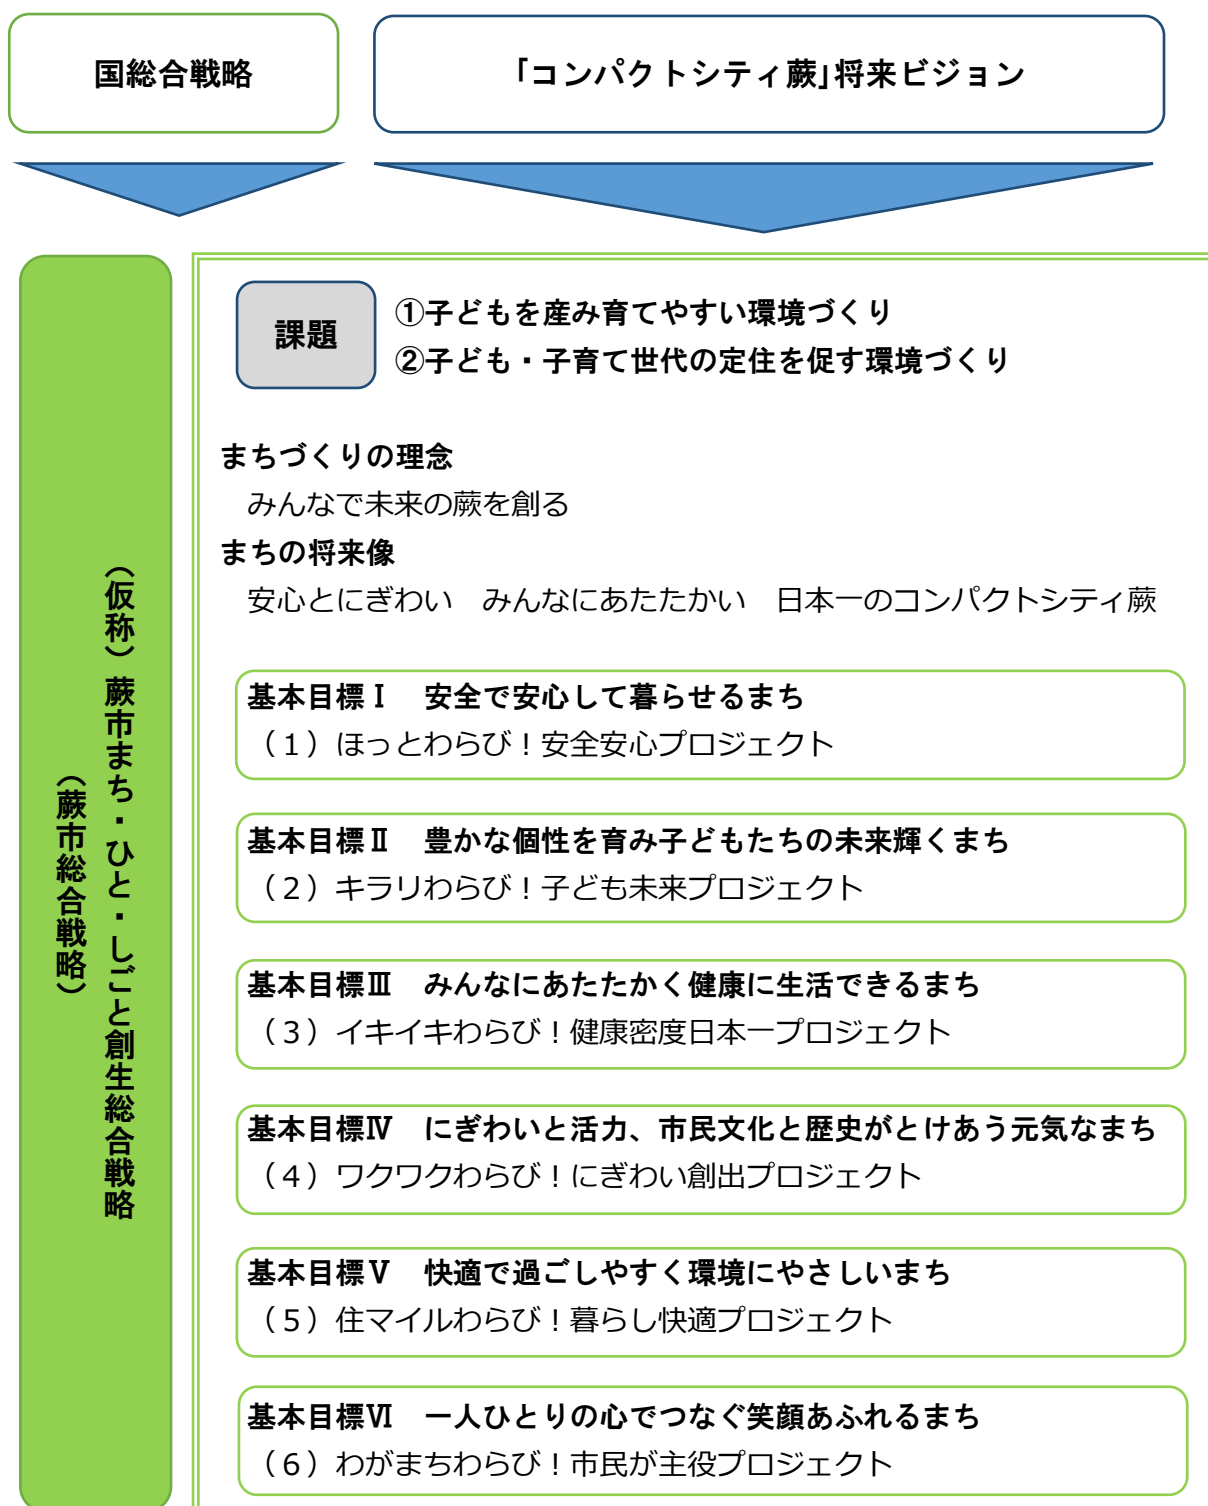 国総合戦略
「コンパクトシティ蕨」将来ビジョン
（仮称）蕨市まち・ひと・しごと創生総合戦略
（蕨市総合戦略）
課題
①子どもを産み育てやすい環境づくり
②子ども・子育て世代の定住を促す環境づくり
まちづくりの理念
みんなで未来の蕨を創る
まちの将来像
安心とにぎわい　みんなにあたたかい　日本一のコンパクトシティ蕨
基本目標Ⅰ　安全で安心して暮らせるまち
（１）ほっとわらび！安全安心プロジェクト
基本目標Ⅱ　豊かな個性を育み子どもたちの未来輝くまち
（２）キラリわらび！子ども未来プロジェクト
基本目標Ⅲ　みんなにあたたかく健康に生活できるまち
（３）イキイキわらび！健康密度日本一プロジェクト
基本目標Ⅳ　にぎわいと活力、市民文化と歴史がとけあう元気なまち
（４）ワクワクわらび！にぎわい創出プロジェクト
基本目標Ⅴ　快適で過ごしやすく環境にやさしいまち
（５）住マイルわらび！暮らし快適プロジェクト
基本目標Ⅵ　一人ひとりの心でつなぐ笑顔あふれるまち
（６）わがまちわらび！市民が主役プロジェクト